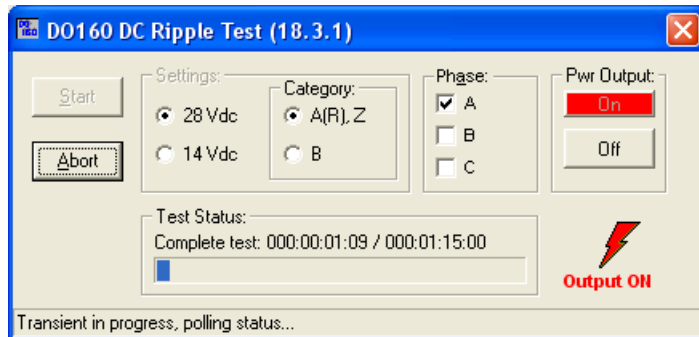 DO160 DC Ripple Test (18.3.1)
Start
Abort
Settings:
28 Vdc
14 Vdc
Category:
A(R), Z
B
Phase:
A
B
C
Pwr Output:
On
Off
Test Status:
Complete test: 000:00:01:09 / 000:01:15:00
Output ON
Transient in progress, polling status...